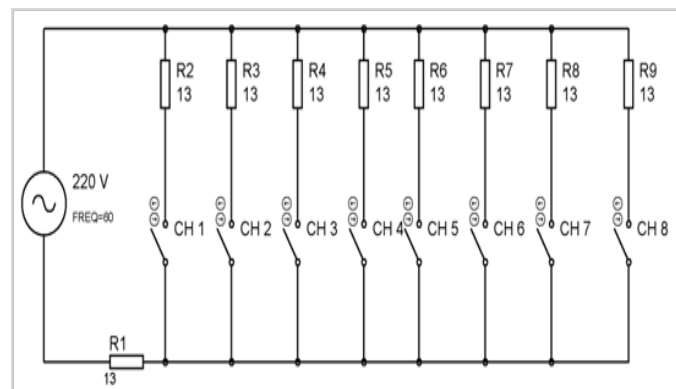 R2 R3 R4 R5 R6 R7 R8 R9
13 13 13 13 13 13 13 13
220 V
FREQ=60
CH 1 CH 2 CH 3 CH 4 CH 5 CH 6 CH 7 CH 8
R1
13